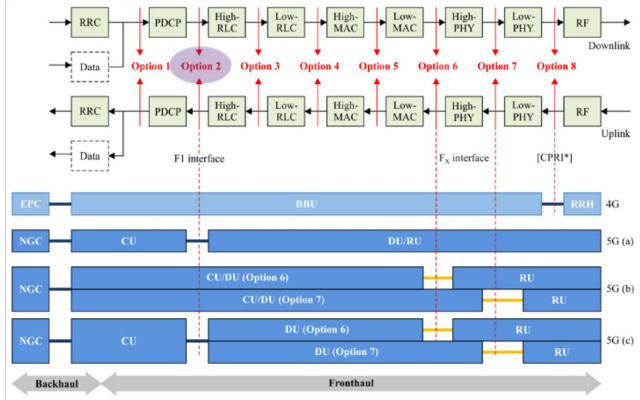 RRC PDCP High-RLC Low-RLC High-MAC Low-MAC High-PHY Low-PHY RF
Downlink
Data Option 1 Option 2 Option 3 Option 4 Option 5 Option 6 Option 7 Option 8
RRC PDCP High-RLC Low-RLC High-MAC Low-MAC High-PHY Low-PHY RF
Uplink
Data F1 interface FX interface [CPRI*]
EPC BBU RRH 4G
NGC CU DU/RU 5G (a)
CU/DU (Option 6) RU
NGC 5G (b)
CU/DU (Option 7) RU
DU (Option 6) RU
NGC CU 5G (c)
DU (Option 7) RU
Backhaul Fronthaul